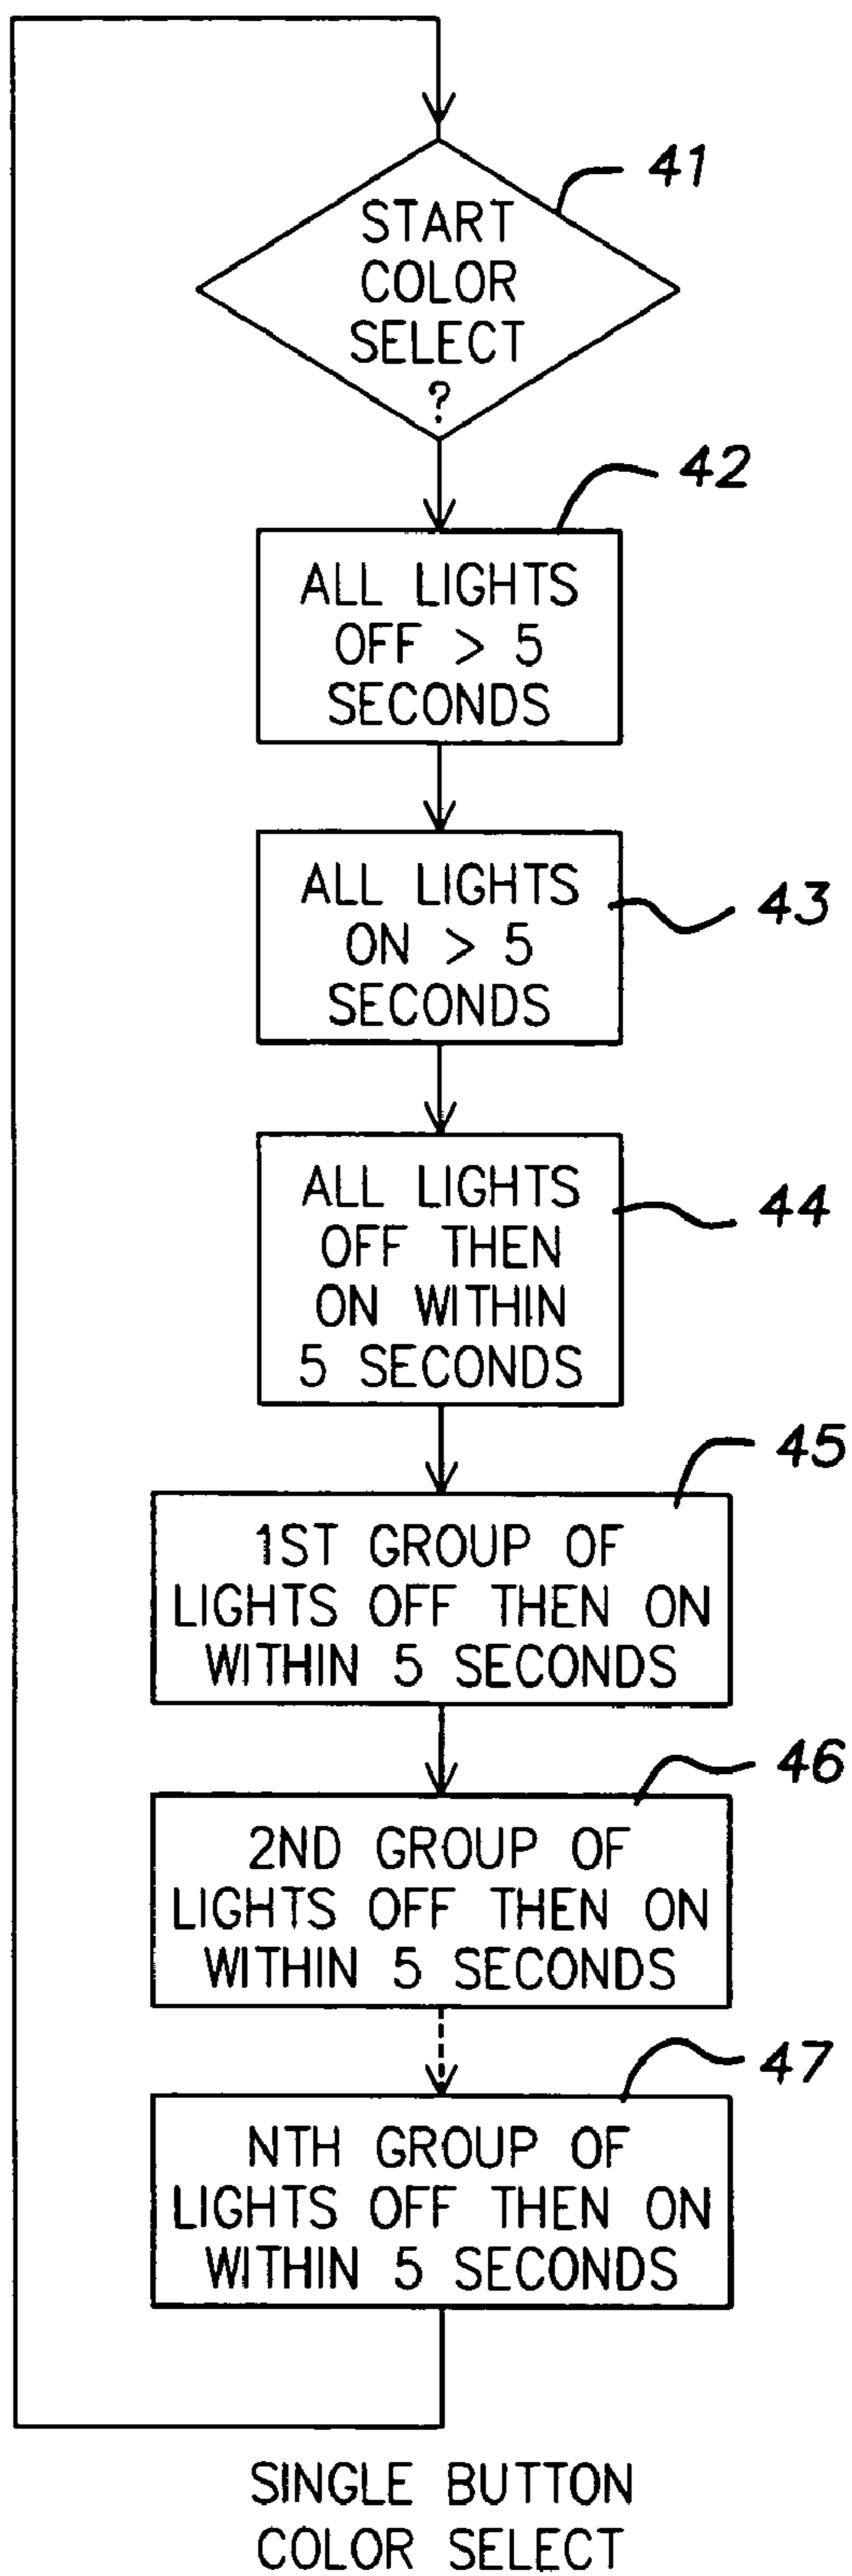 START
COLOR
SELECT
?
41
ALL LIGHTS
OFF > 5
SECONDS
42
ALL LIGHTS
ON > 5
SECONDS
43
ALL LIGHTS
OFF THEN
ON WITHIN
5 SECONDS
44
1ST GROUP OF
LIGHTS OFF THEN ON
WITHIN 5 SECONDS
45
2ND GROUP OF
LIGHTS OFF THEN ON
WITHIN 5 SECONDS
46
NTH GROUP OF
LIGHTS OFF THEN ON
WITHIN 5 SECONDS
47
SINGLE BUTTON
COLOR SELECT